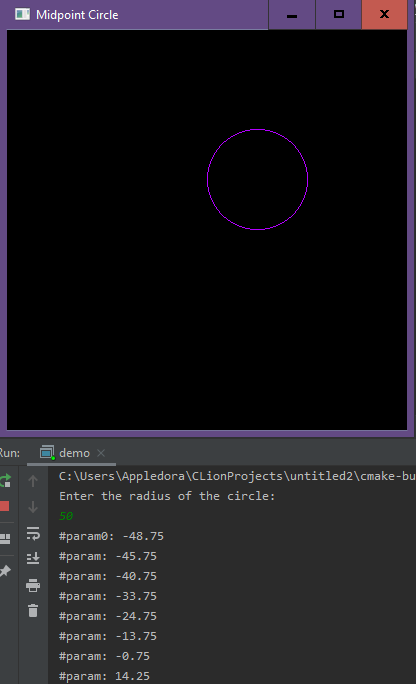 Midpoint Circle
Run:
demo
C:\Users\Appledora\CLionProjects\untitled2\cmake-bu
Enter the radius of the circle:
50
#param0: -48.75
#param: -45.75
#param: -40.75
#param: -33.75
#param: -24.75
#param: -13.75
#param: -0.75
#param: 14.25